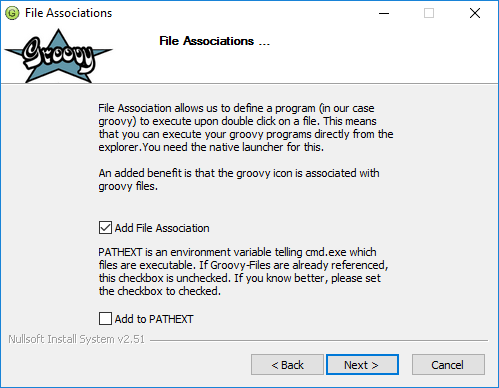 File Associations
Groovy
File Associations ...
File Association allows us to define a program (in our case
groovy) to execute upon double click on a file. This means
that you can execute your groovy programs directly from the
explorer.You need the native launcher for this.
An added benefit is that the groovy icon is associated with
groovy files.
Add File Association
PATHEXT is an environment variable telling cmd.exe which
files are executable. If Groovy-Files are already referenced,
this checkbox is unchecked. If you know better, please set
the checkbox to checked.
Add to PATHEXT
Nullsoft Install System v2.51
< Back
Next >
Cancel